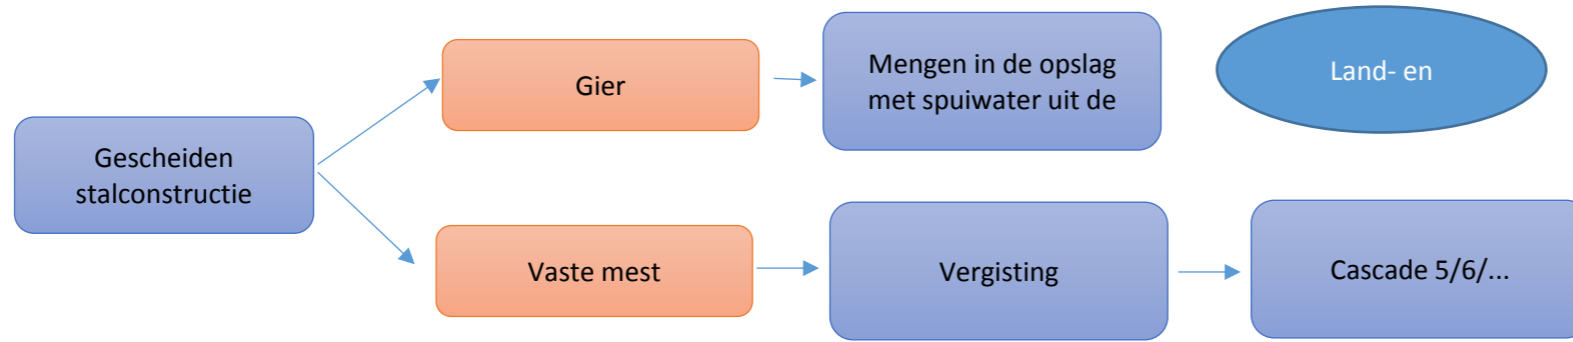 Gescheiden
stalconstructie
Gier
Mengen in de opslag
met spuiwater uit de
Land- en
Vaste mest
Vergisting
Cascade 5/6/...